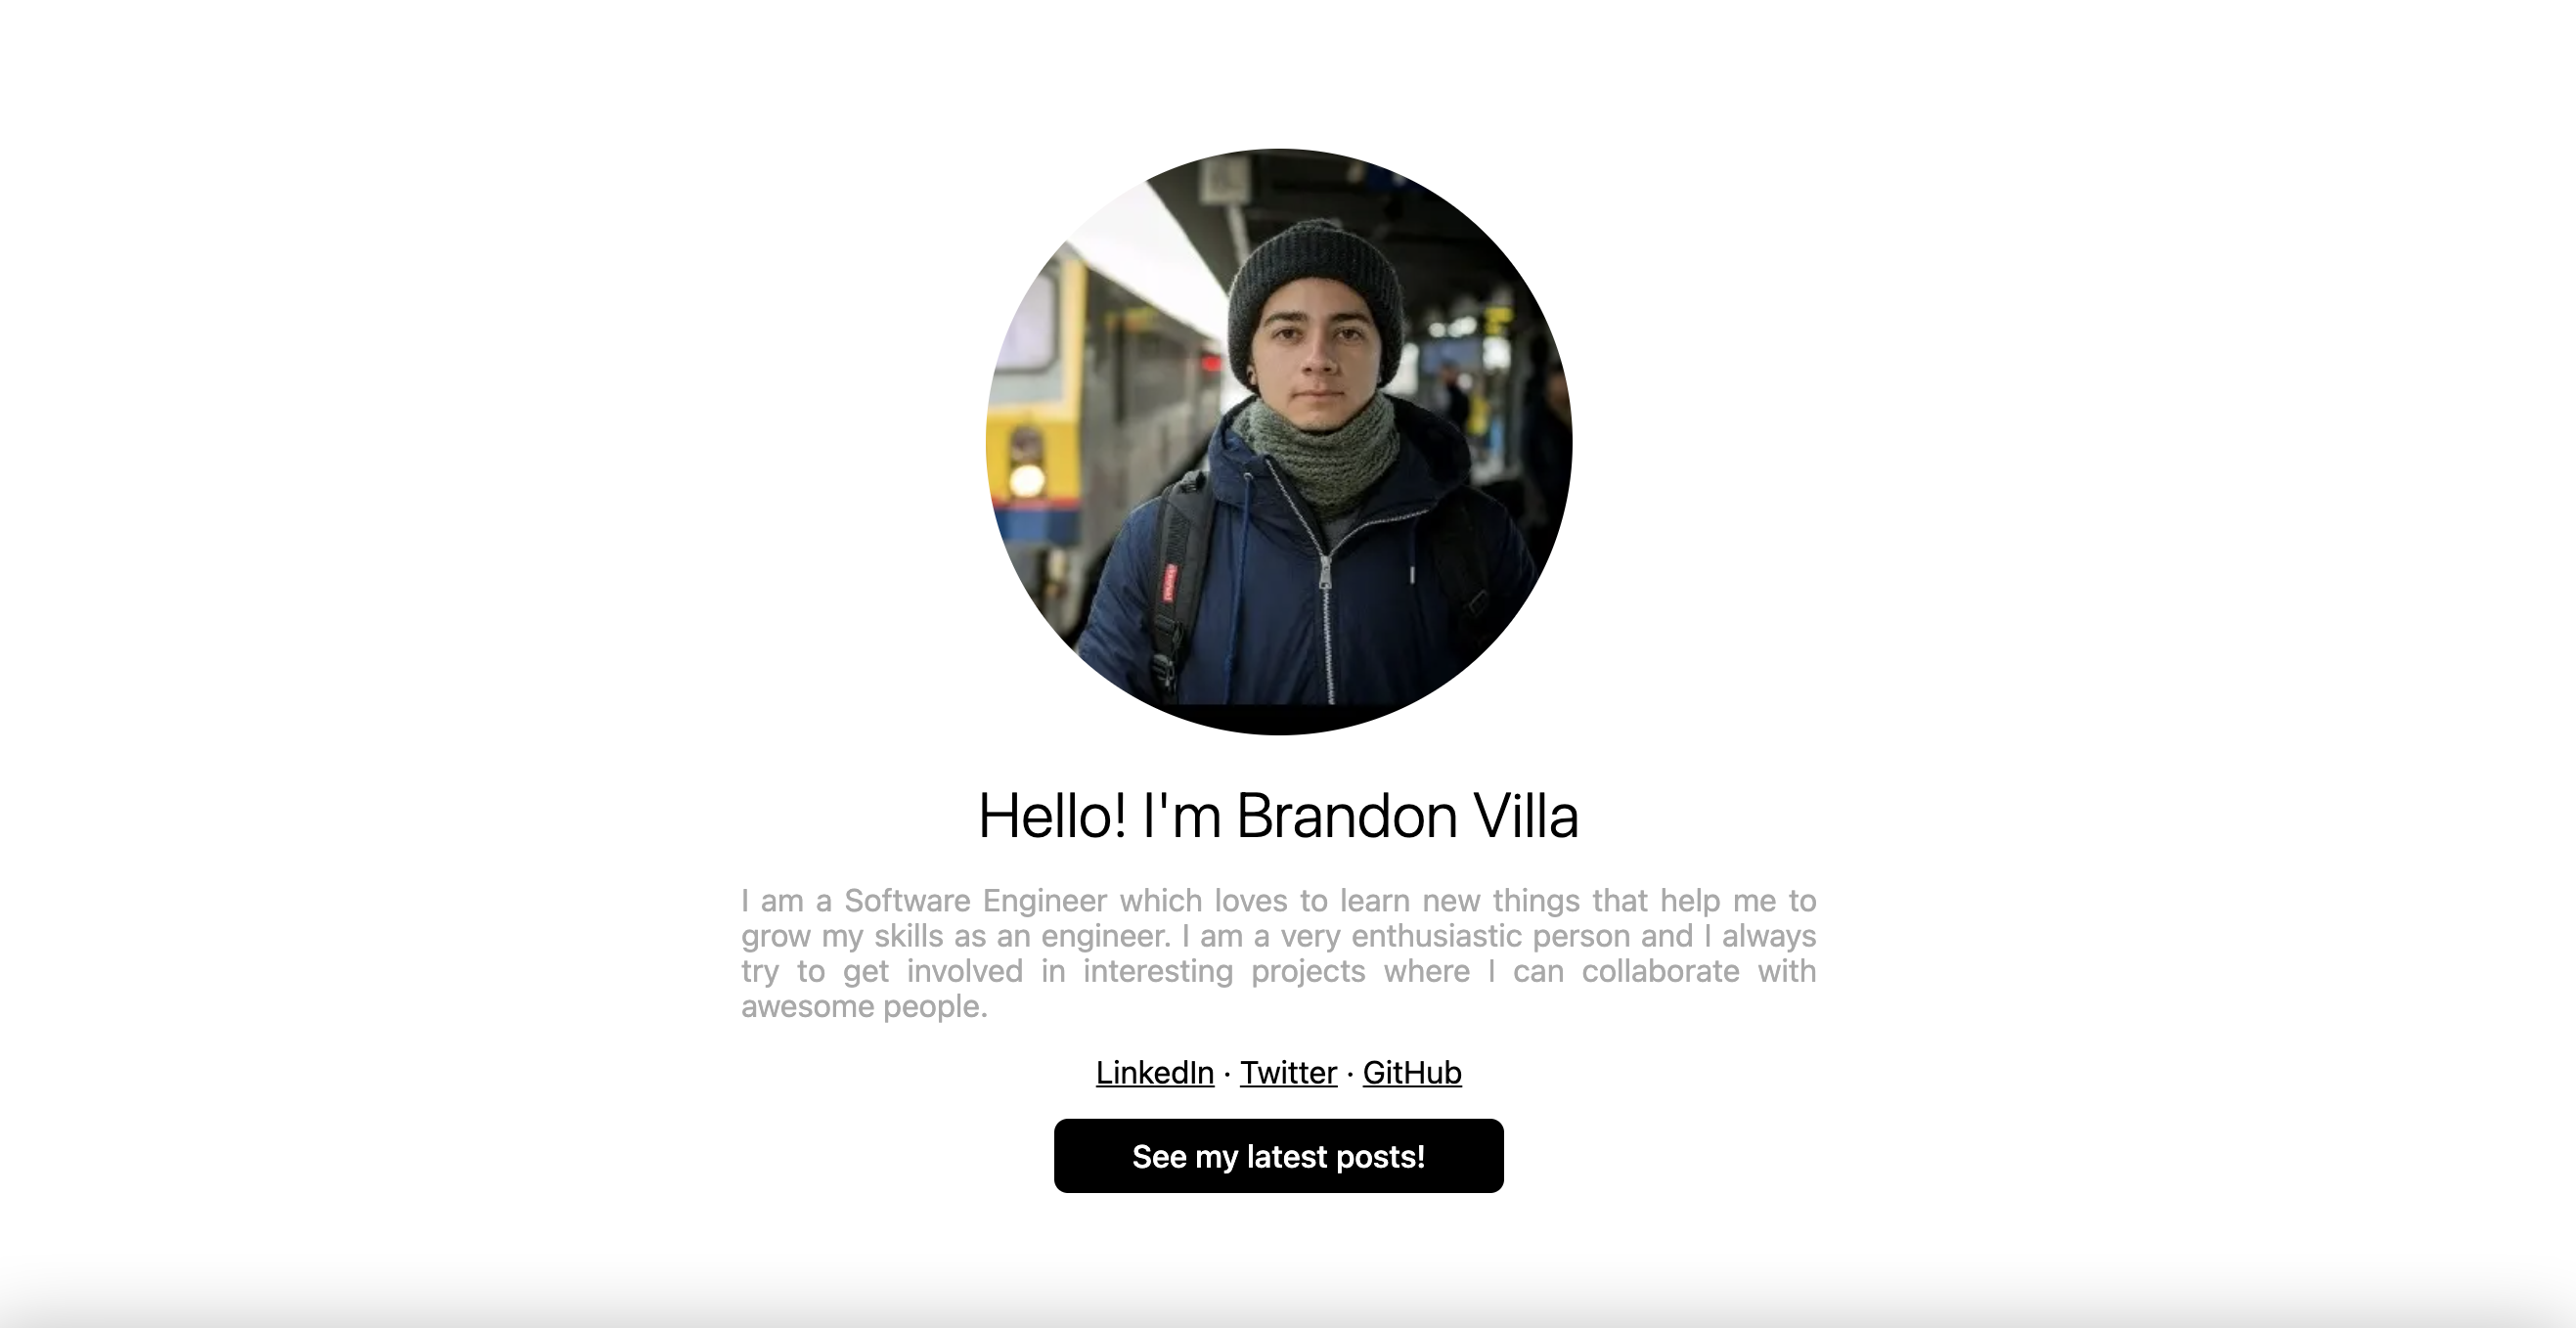 Hello! I'm Brandon Villa
I am a Software Engineer which loves to learn new things that help me to
grow my skills as an engineer. I am a very enthusiastic person and I always
try to get involved in interesting projects where I can collaborate with
awesome people.
LinkedIn · Twitter · GitHub
See my latest posts!